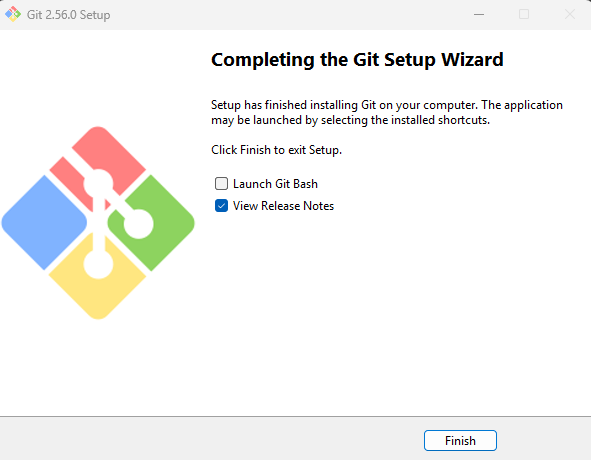 Git 2.56.0 Setup
Completing the Git Setup Wizard
Setup has finished installing Git on your computer. The application
may be launched by selecting the installed shortcuts.
Click Finish to exit Setup.
Launch Git Bash
View Release Notes
Finish